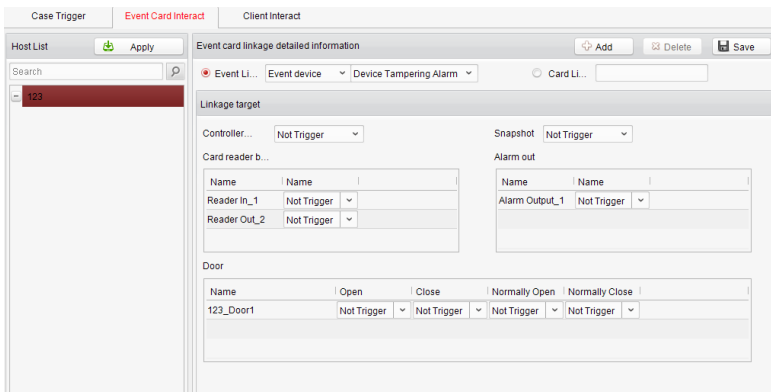 Case Trigger Event Card Interact Client Interact
Host List Apply Event card linkage detailed information Add Delete Save
Search Event Li... Event device Device Tampering Alarm Card Li...
123
Linkage target
Controller... Not Trigger Snapshot Not Trigger
Card reader b... Alarm out
Name Name Name Name
Reader In_1 Not Trigger Alarm Output_1 Not Trigger
Reader Out_2 Not Trigger
Door
Name Open Close Normally Open Normally Close
123_Door1 Not Trigger Not Trigger Not Trigger Not Trigger